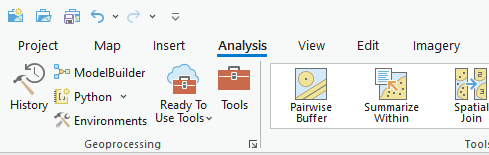 Project Map Insert Analysis View Edit Imagery
History
ModelBuilder
Python
Environments
Ready To
Use Tools
Tools
Pairwise
Buffer
Summarize
Within
Spatial
Join
Geoprocessing
Tools